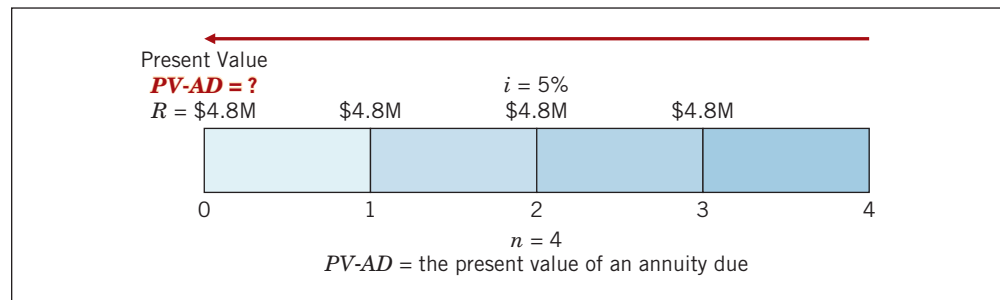 Present Value
PV-AD = ? i = 5%
R = $4.8M $4.8M $4.8M $4.8M
0 1 2 3 4
n = 4
PV-AD = the present value of an annuity due